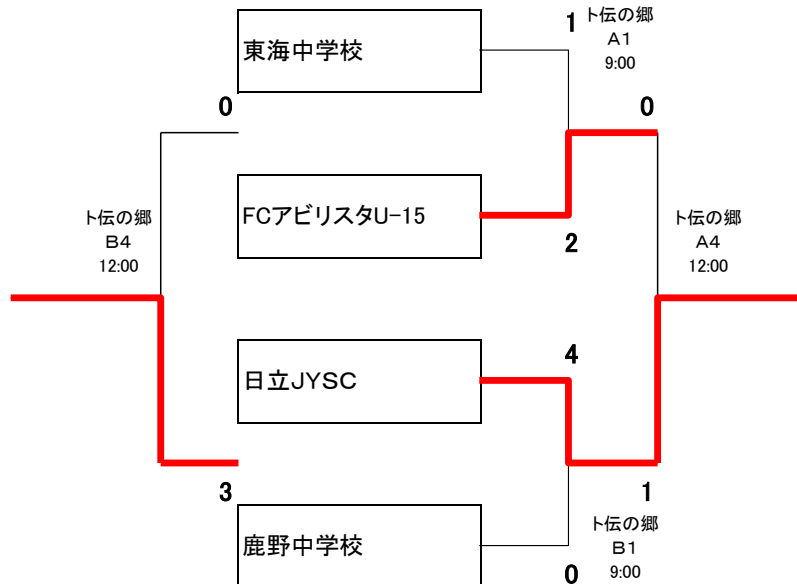 1
ト伝の郷
A1
9:00
東海中学校
0
0
ト伝の郷
B4
12:00
FCアビリスタU-15
2
ト伝の郷
A4
12:00
4
日立JYSC
3
1
鹿野中学校
ト伝の郷
B1
9:00
0